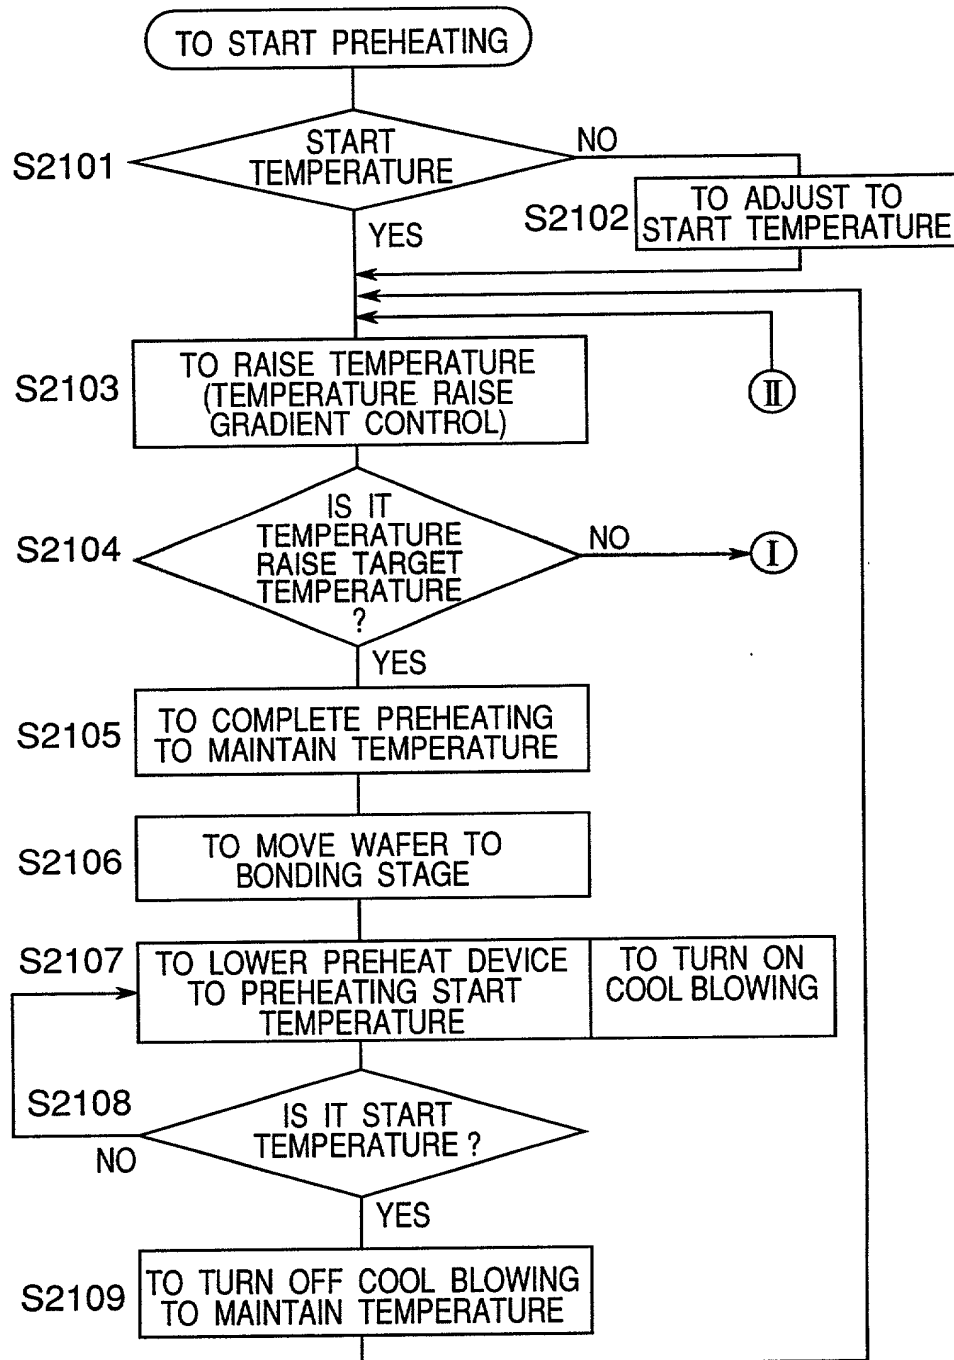 TO START PREHEATING
S2101
START
TEMPERATURE
NO
YES
S2102
TO ADJUST TO
START TEMPERATURE
S2103
TO RAISE TEMPERATURE
(TEMPERATURE RAISE
GRADIENT CONTROL)
II
S2104
IS IT
TEMPERATURE
RAISE TARGET
TEMPERATURE
?
NO
I
YES
S2105
TO COMPLETE PREHEATING
TO MAINTAIN TEMPERATURE
S2106
TO MOVE WAFER TO
BONDING STAGE
S2107
TO LOWER PREHEAT DEVICE
TO PREHEATING START
TEMPERATURE
TO TURN ON
COOL BLOWING
S2108
IS IT START
TEMPERATURE ?
NO
YES
S2109
TO TURN OFF COOL BLOWING
TO MAINTAIN TEMPERATURE